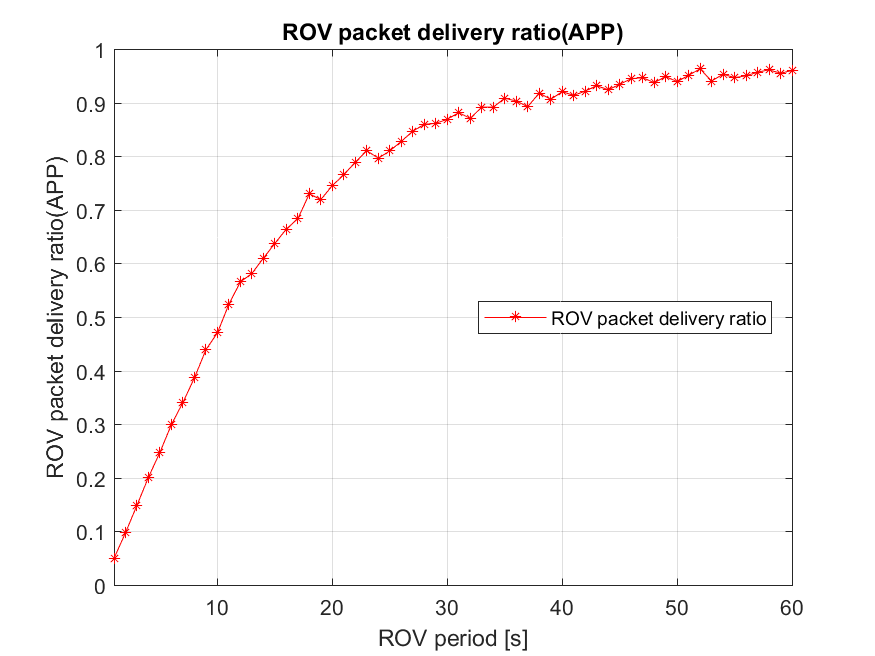 ROV packet delivery ratio(APP)
1
0.9
0.8
0.7
0.6
0.5
0.4
0.3
0.2
0.1
0
ROV packet delivery ratio(APP)
ROV packet delivery ratio
10 20 30 40 50 60
ROV period [s]